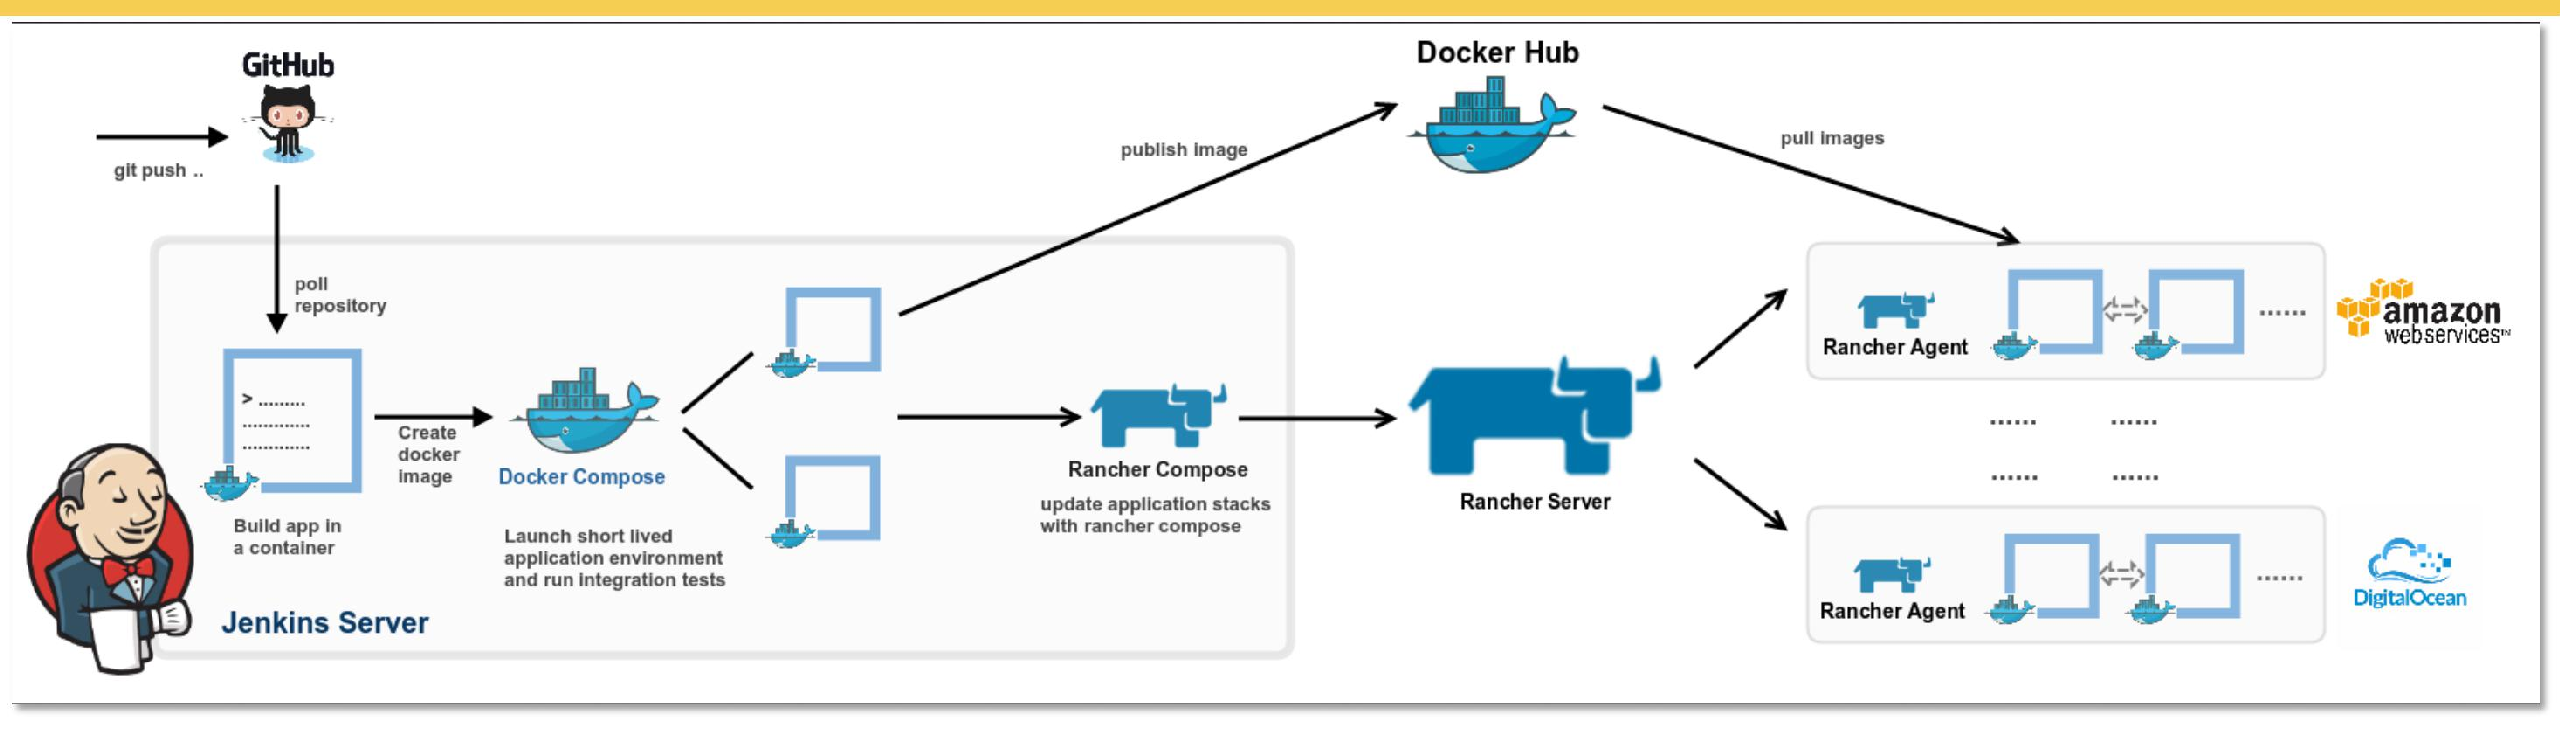 GitHub
git push ..
poll
repository
> .........
.............
.............
Build app in
a container
Jenkins Server
Create
docker
image
Docker Compose
Launch short lived
application environment
and run integration tests
publish image
Docker Hub
pull images
Rancher Compose
update application stacks
with rancher compose
Rancher Server
Rancher Agent
......
amazon
webservices™
...... ......
...... ......
Rancher Agent
......
DigitalOcean